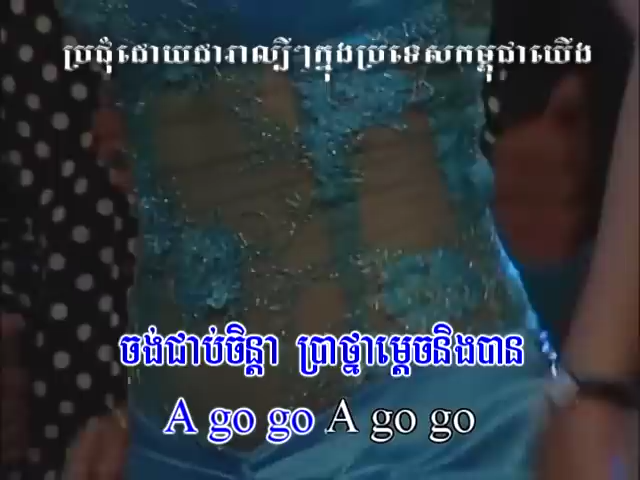 ប្រជុំដោយតារាល្បីៗក្នុងប្រទេសកម្ពុជាយើង
ចង់ជាប់ចិន្តា ប្រាថ្នាម្ដេចនិងបាន
A go go A go go